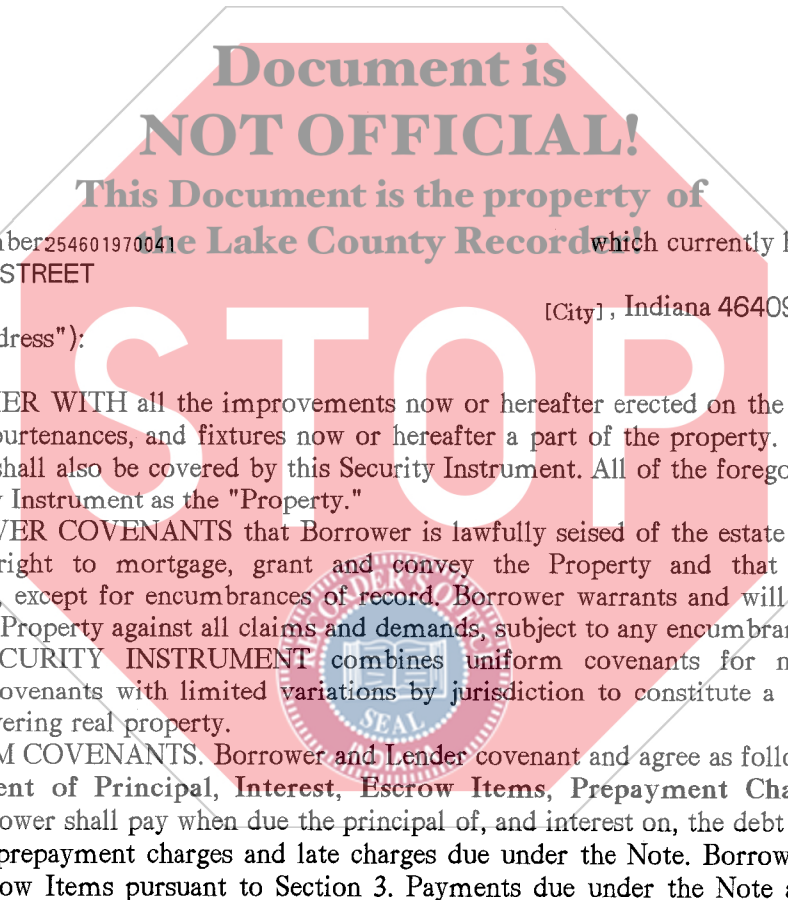 Document is
NOT OFFICIAL!
This Document is the property of
the Lake County Recorder!
ber254601970041 which currently
STREET
[City], Indiana 46409
dress"):
STOP
ER WITH all the improvements now or hereafter erected on the
ourtenances, and fixtures now or hereafter a part of the property.
shall also be covered by this Security Instrument. All of the forego
Instrument as the "Property."
VER COVENANTS that Borrower is lawfully seised of the estate
right to mortgage, grant and convey the Property and that
, except for encumbrances of record. Borrower warrants and will
Property against all claims and demands, subject to any encumbran
CURITY INSTRUMENT combines uniform covenants for n
ovenants with limited variations by jurisdiction to constitute a
ering real property.
M COVENANTS. Borrower and Lender covenant and agree as follo
ent of Principal, Interest, Escrow Items, Prepayment Cha
ower shall pay when due the principal of, and interest on, the debt
prepayment charges and late charges due under the Note. Borrow
ow Items pursuant to Section 3. Payments due under the Note a
RECORDER'S OFFICE
SEAL